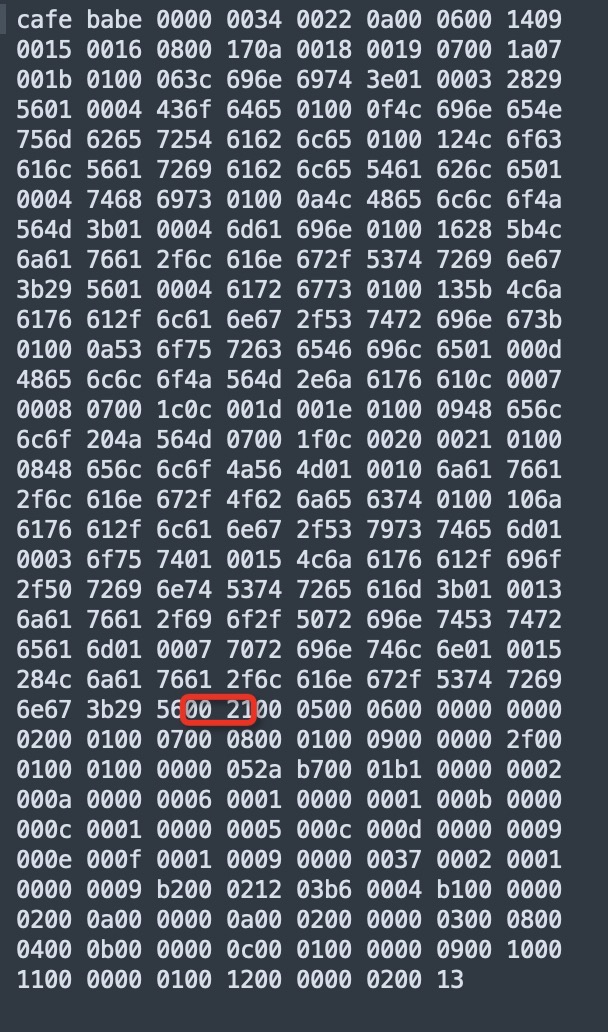 cafe babe 0000 0034 0022 0a00 0600 1409
0015 0016 0800 170a 0018 0019 0700 1a07
001b 0100 063c 696e 6974 3e01 0003 2829
5601 0004 436f 6465 0100 0f4c 696e 654e
756d 6265 7254 6162 6c65 0100 124c 6f63
616c 5661 7269 6162 6c65 5461 626c 6501
0004 7468 6973 0100 0a4c 4865 6c6c 6f4a
564d 3b01 0004 6d61 696e 0100 1628 5b4c
6a61 7661 2f6c 616e 672f 5374 7269 6e67
3b29 5601 0004 6172 6773 0100 135b 4c6a
6176 612f 6c61 6e67 2f53 7472 696e 673b
0100 0a53 6f75 7263 6546 696c 6501 000d
4865 6c6c 6f4a 564d 2e6a 6176 610c 0007
0008 0700 1c0c 001d 001e 0100 0948 656c
6c6f 204a 564d 0700 1f0c 0020 0021 0100
0848 656c 6c6f 4a56 4d01 0010 6a61 7661
2f6c 616e 672f 4f62 6a65 6374 0100 106a
6176 612f 6c61 6e67 2f53 7973 7465 6d01
0003 6f75 7401 0015 4c6a 6176 612f 696f
2f50 7269 6e74 5374 7265 616d 3b01 0013
6a61 7661 2f69 6f2f 5072 696e 7453 7472
6561 6d01 0007 7072 696e 746c 6e01 0015
284c 6a61 7661 2f6c 616e 672f 5374 7269
6e67 3b29 5600 2100 0500 0600 0000 0000
0200 0100 0700 0800 0100 0900 0000 2f00
0100 0100 0000 052a b700 01b1 0000 0002
000a 0000 0006 0001 0000 0001 000b 0000
000c 0001 0000 0005 000c 000d 0000 0009
000e 000f 0001 0009 0000 0037 0002 0001
0000 0009 b200 0212 03b6 0004 b100 0000
0200 0a00 0000 0a00 0200 0000 0300 0800
0400 0b00 0000 0c00 0100 0000 0900 1000
1100 0000 0100 1200 0000 0200 13